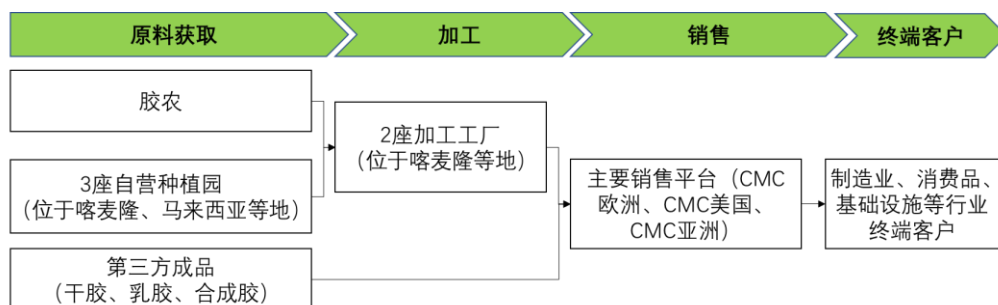 原料获取
加工
销售
终端客户
胶农
3座自营种植园
（位于喀麦隆、马来西亚等地）
第三方成品
（干胶、乳胶、合成胶）
2座加工工厂
（位于喀麦隆等地）
主要销售平台（CMC
欧洲、CMC美国、
CMC亚洲）
制造业、消费品、
基础设施等行业
终端客户